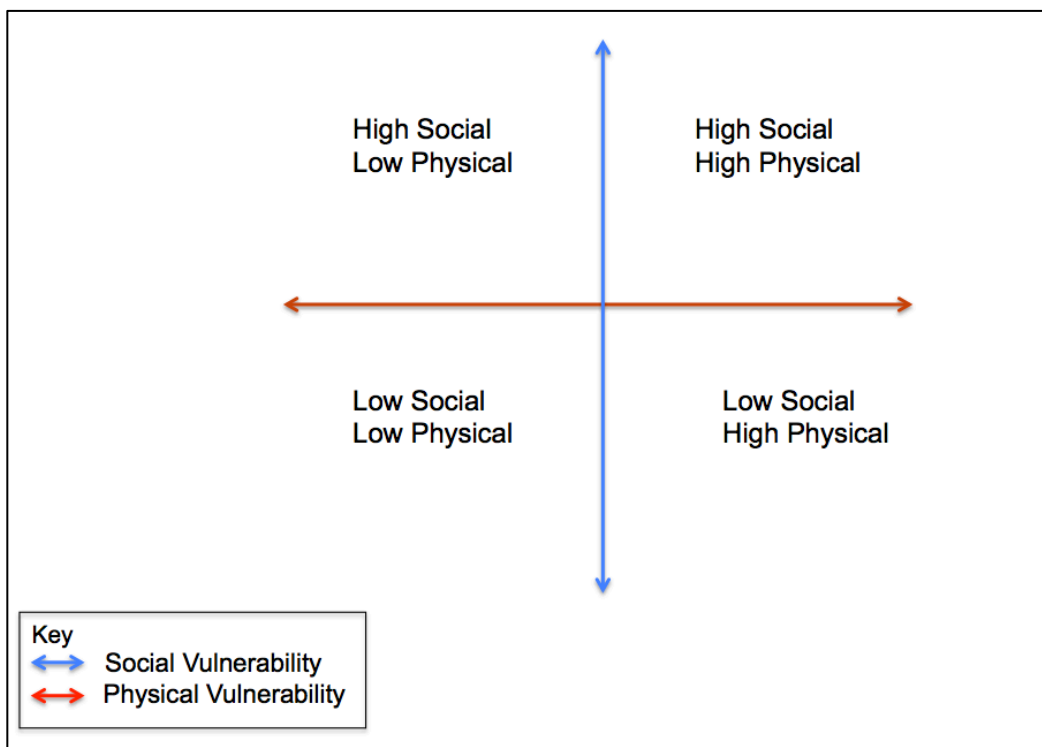 High Social
Low Physical
High Social
High Physical
Low Social
Low Physical
Low Social
High Physical
Key
Social Vulnerability
Physical Vulnerability